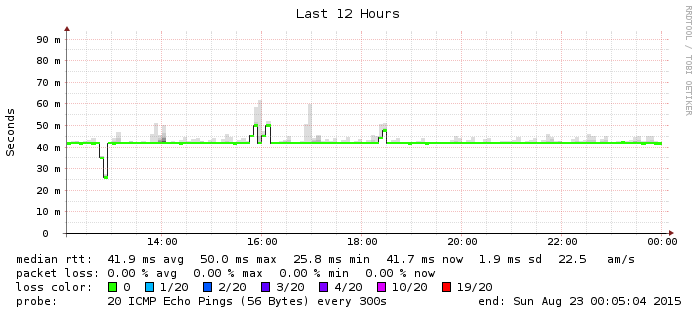 Last 12 Hours
RRDTOOL / TOBI OETIKER
Seconds
90 m
80 m
70 m
60 m
50 m
40 m
30 m
20 m
10 m
0
14:00 16:00 18:00 20:00 22:00 00:00
median rtt: 41.9 ms avg 50.0 ms max 25.8 ms min 41.7 ms now 1.9 ms sd 22.5 am/s
packet loss: 0.00 % avg 0.00 % max 0.00 % min 0.00 % now
loss color: 0 1/20 2/20 3/20 4/20 10/20 19/20
probe: 20 ICMP Echo Pings (56 Bytes) every 300s end: Sun Aug 23 00:05:04 2015